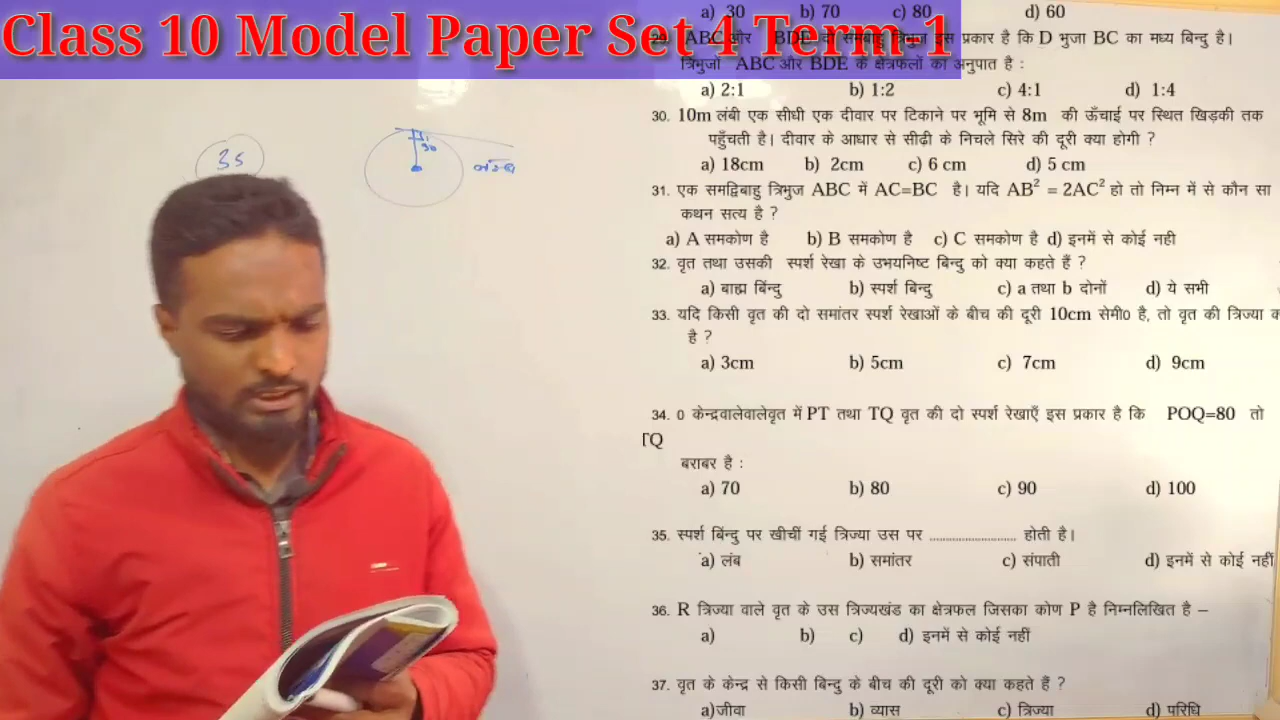 Class 10 Model Paper Set 4 Term-1
a) 30 b) 70 c) 80 d) 60
29. ABC और BDE दो समबाहु त्रिभुज इस प्रकार है कि D भुजा BC का मध्य बिन्दु है।
त्रिभुजों ABC और BDE के क्षेत्रफलों का अनुपात है :
a) 2:1 b) 1:2 c) 4:1 d) 1:4
30. 10m लंबी एक सीधी एक दीवार पर टिकाने पर भूमि से 8m की ऊँचाई पर स्थित खिड़की तक
पहुँचती है। दीवार के आधार से सीढ़ी के निचले सिरे की दूरी क्या होगी ?
a) 18cm b) 2cm c) 6 cm d) 5 cm
31. एक समद्विबाहु त्रिभुज ABC में AC=BC है। यदि AB² = 2AC² हो तो निम्न में से कौन सा
कथन सत्य है ?
a) A समकोण है b) B समकोण है c) C समकोण है d) इनमें से कोई नही
32. वृत तथा उसकी स्पर्श रेखा के उभयनिष्ट बिन्दु को क्या कहते हैं ?
a) बाह्य बिंन्दु b) स्पर्श बिन्दु c) a तथा b दोनों d) ये सभी
33. यदि किसी वृत की दो समांतर स्पर्श रेखाओं के बीच की दूरी 10cm सेमी0 है, तो वृत की त्रिज्या
है ?
a) 3cm b) 5cm c) 7cm d) 9cm
34. 0 केन्द्रवालेवालेवृत में PT तथा TQ वृत की दो स्पर्श रेखाएँ इस प्रकार है कि POQ=80 तो
TQ
बराबर है :
a) 70 b) 80 c) 90 d) 100
35. स्पर्श बिंन्दु पर खीचीं गई त्रिज्या उस पर .......................... होती है।
a) लंब b) समांतर c) संपाती d) इनमें से कोई नहीं
36. R त्रिज्या वाले वृत के उस त्रिज्यखंड का क्षेत्रफल जिसका कोण P है निम्नलिखित है –
a) b) c) d) इनमें से कोई नहीं
37. वृत के केन्द्र से किसी बिन्दु के बीच की दूरी को क्या कहते हैं ?
a)जीवा b) व्यास c) त्रिज्या d) परिधि
35
90